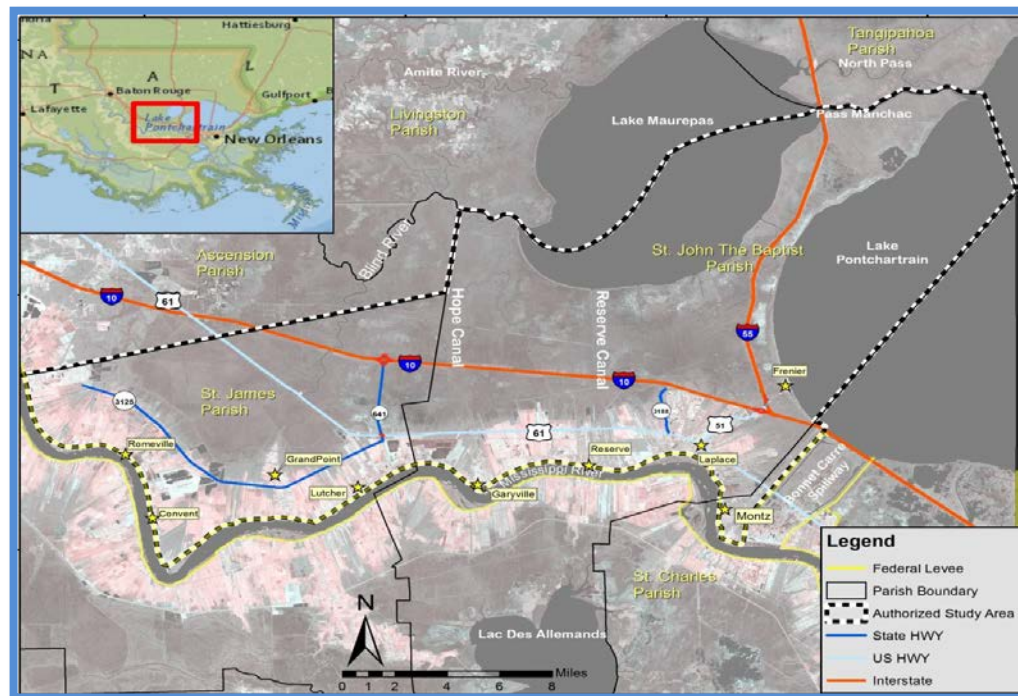 Hattiesburg
Baton Rouge
Lafayette
Gulfport
Lake
Pontchartrain
New Orleans
Tangipahoa
Parish
North Pass
Amite River
Livingston
Parish
Lake Maurepas
Pass Manchac
Blind River
Ascension
Parish
St. John The Baptist
Parish
Lake
Pontchartrain
10
61
Hope Canal
Reserve Canal
55
10
10
Frenier
St. James
Parish
3125
641
3188
51
61
Romeville
GrandPoint
Reserve
Laplace
Lutcher
Mississippi River
Garyville
Bonnet Carre
Spillway
Convent
Montz
St. Charles
Parish
Lac Des Allemands
N
0 1 2 4 6 8
Miles
Legend
Federal Levee
Parish Boundary
Authorized Study Area
State HWY
US HWY
Interstate